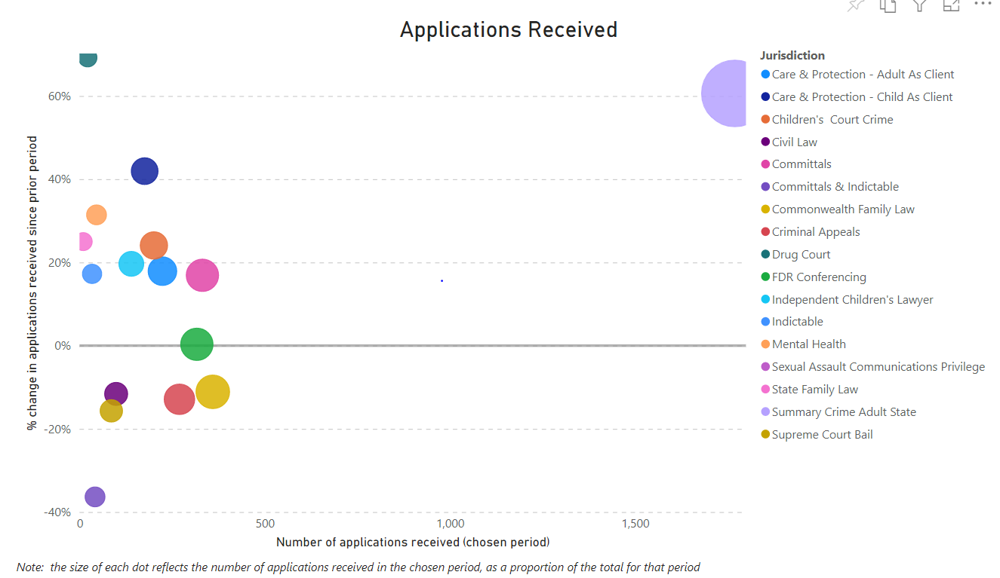 Applications Received
Jurisdiction
Care & Protection - Adult As Client
Care & Protection - Child As Client
Children's  Court Crime
Civil Law
Committals
Committals & Indictable
Commonwealth Family Law
Criminal Appeals
Drug Court
FDR Conferencing
Independent Children's Lawyer
Indictable
Mental Health
Sexual Assault Communications Privilege
State Family Law
Summary Crime Adult State
Supreme Court Bail
% change in applications received since prior period
60%
40%
20%
0%
-20%
-40%
0 500 1,000 1,500
Number of applications received (chosen period)
Note:  the size of each dot reflects the number of applications received in the chosen period, as a proportion of the total for that period